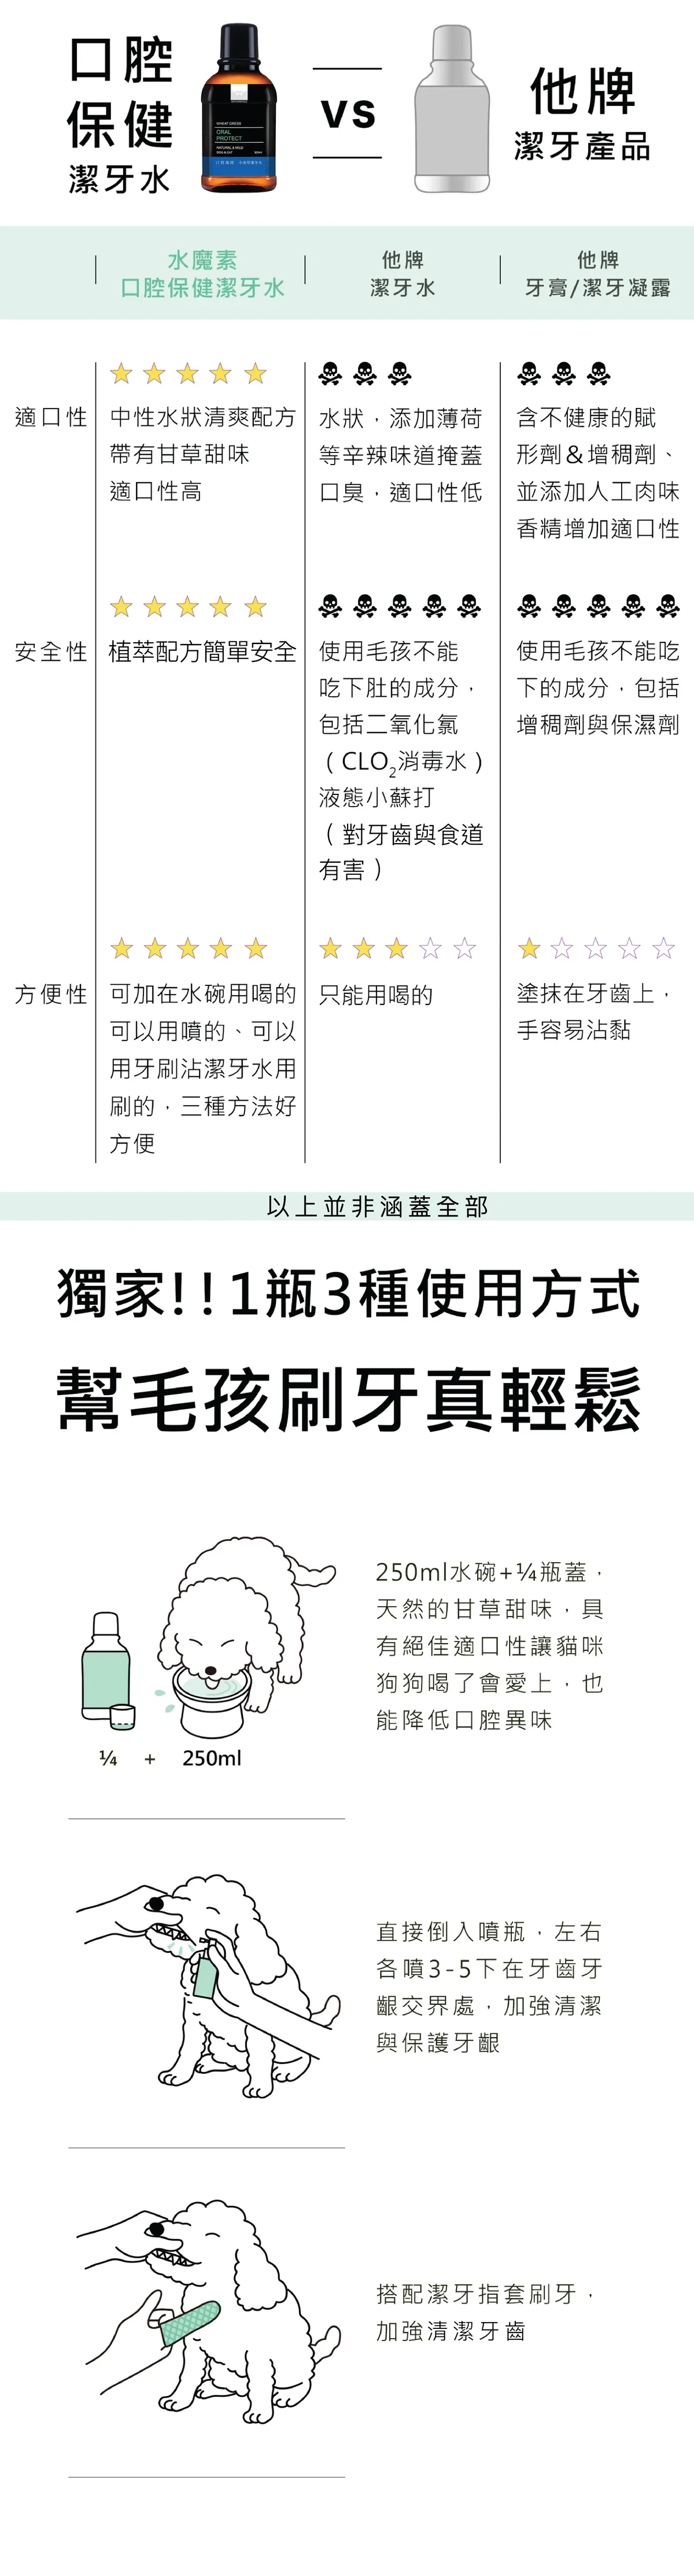 口腔
保健
潔牙水
WHEAT GRASS
ORAL
PROTECT
NATURAL & MILD
VS
他牌
潔牙產品
水魔素
口腔保健潔牙水
他牌
潔牙水
他牌
牙膏/潔牙凝露
適口性
中性水狀清爽配方
帶有甘草甜味
適口性高
水狀，添加薄荷
等辛辣味道掩蓋
口臭，適口性低
含不健康的賦
形劑＆增稠劑、
並添加人工肉味
香精增加適口性
安全性
植萃配方簡單安全
使用毛孩不能
吃下肚的成分，
包括二氧化氯
（CLO₂消毒水）
液態小蘇打
（對牙齒與食道
有害）
使用毛孩不能吃
下的成分，包括
增稠劑與保濕劑
方便性
可加在水碗用喝的
可以用噴的、可以
用牙刷沾潔牙水用
刷的，三種方法好
方便
只能用喝的
塗抹在牙齒上，
手容易沾黏
以上並非涵蓋全部
獨家!!1瓶3種使用方式
幫毛孩刷牙真輕鬆
250ml水碗+¼瓶蓋，
天然的甘草甜味，具
有絕佳適口性讓貓咪
狗狗喝了會愛上，也
能降低口腔異味
¼ + 250ml
直接倒入噴瓶，左右
各噴3-5下在牙齒牙
齦交界處，加強清潔
與保護牙齦
搭配潔牙指套刷牙，
加強清潔牙齒